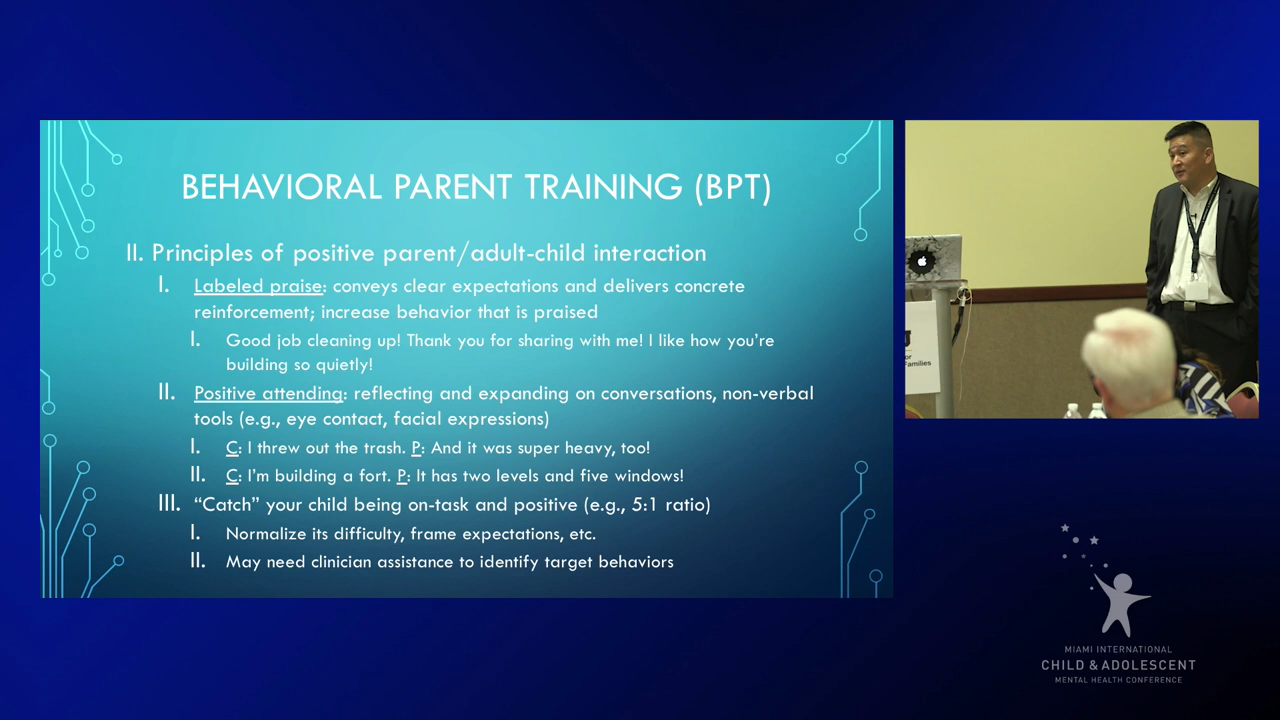 BEHAVIORAL PARENT TRAINING (BPT)
II. Principles of positive parent/adult-child interaction
I. Labeled praise: conveys clear expectations and delivers concrete
reinforcement; increase behavior that is praised
I. Good job cleaning up! Thank you for sharing with me! I like how you're
building so quietly!
II. Positive attending: reflecting and expanding on conversations, non-verbal
tools (e.g., eye contact, facial expressions)
I. C: I threw out the trash. P: And it was super heavy, too!
II. C: I'm building a fort. P: It has two levels and five windows!
III. “Catch” your child being on-task and positive (e.g., 5:1 ratio)
I. Normalize its difficulty, frame expectations, etc.
II. May need clinician assistance to identify target behaviors
Families
MIAMI INTERNATIONAL
CHILD & ADOLESCENT
MENTAL HEALTH CONFERENCE